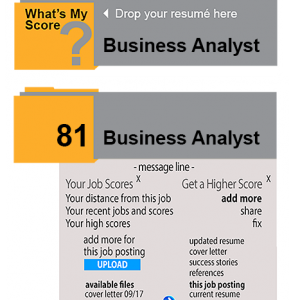 What's My Score ?
Drop your resumé here
Business Analyst
81 Business Analyst
- message line -
Your Job Scores X
Get a Higher Score X
Your distance from this job
add more
Your recent jobs and scores
share
Your high scores
fix
add more for
this job posting
UPLOAD
updated resume
cover letter
success stories
references
available files
cover letter 09/17
this job posting
current resume